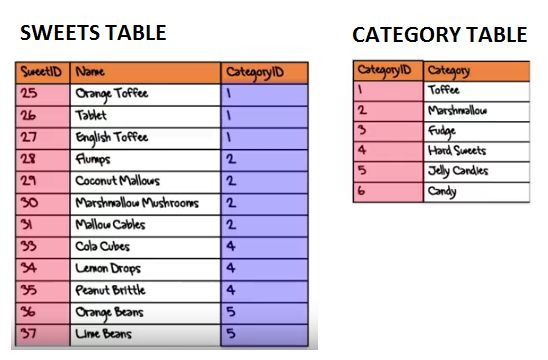 SWEETS TABLE
SweetID Name CategoryID
25 Orange Toffee 1
26 Tablet 1
27 English Toffee 1
28 Flumps 2
29 Coconut Mallows 2
30 Marshmallow Mushrooms 2
31 Mallow Cables 2
33 Cola Cubes 4
34 Lemon Drops 4
35 Peanut Brittle 4
36 Orange Beans 5
37 Lime Beans 5
CATEGORY TABLE
CategoryID Category
1 Toffee
2 Marshmallow
3 Fudge
4 Hard Sweets
5 Jelly Candies
6 Candy